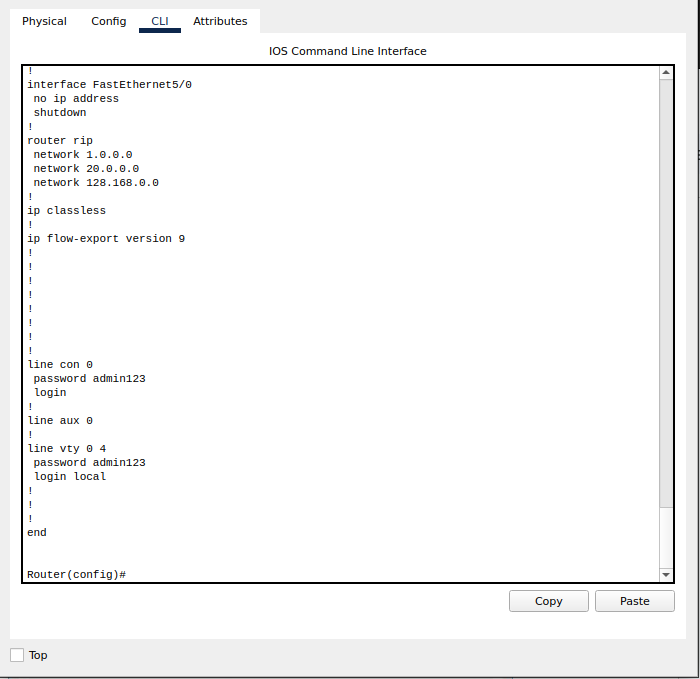 Physical Config CLI Attributes
IOS Command Line Interface
!
interface FastEthernet5/0
 no ip address
 shutdown
!
router rip
 network 1.0.0.0
 network 20.0.0.0
 network 128.168.0.0
!
ip classless
!
ip flow-export version 9
!
!
!
!
!
!
!
!
line con 0
 password admin123
 login
!
line aux 0
!
line vty 0 4
 password admin123
 login local
!
!
!
end
Router(config)#
Copy Paste
Top